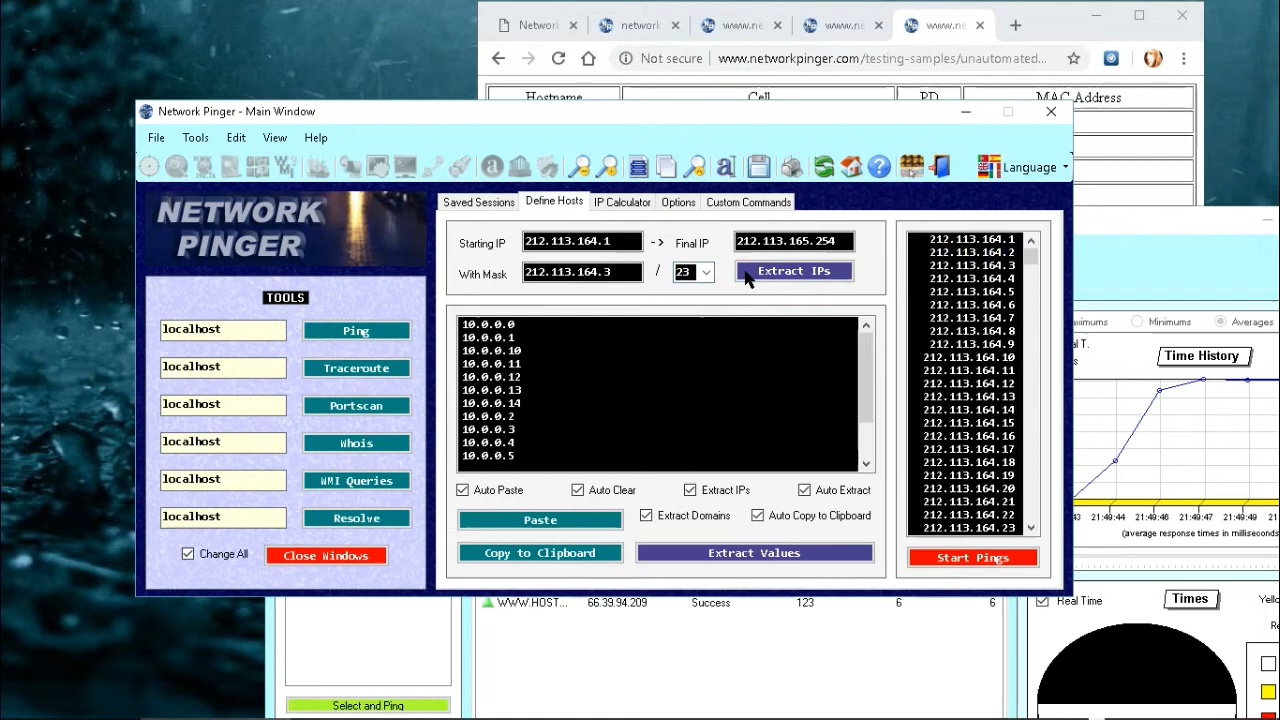 Network
network
www.ne
www.ne
www.ne
Not secure
www.networkpinger.com/testing-samples/unautomated...
Hostname
Cell
PD
MAC Address
Network Pinger - Main Window
File
Tools
Edit
View
Help
Language
NETWORK
PINGER
Saved Sessions
Define Hosts
IP Calculator
Options
Custom Commands
Starting IP
212.113.164.1
->
Final IP
212.113.165.254
With Mask
212.113.164.3
/
23
Extract IPs
TOOLS
localhost
Ping
localhost
Traceroute
localhost
Portscan
localhost
Whois
localhost
WMI Queries
localhost
Resolve
Change All
Close Windows
10.0.0.0
10.0.0.1
10.0.0.10
10.0.0.11
10.0.0.12
10.0.0.13
10.0.0.14
10.0.0.2
10.0.0.3
10.0.0.4
10.0.0.5
Auto Paste
Auto Clear
Extract IPs
Auto Extract
Paste
Extract Domains
Auto Copy to Clipboard
Copy to Clipboard
Extract Values
212.113.164.1
212.113.164.2
212.113.164.3
212.113.164.4
212.113.164.5
212.113.164.6
212.113.164.7
212.113.164.8
212.113.164.9
212.113.164.10
212.113.164.11
212.113.164.12
212.113.164.13
212.113.164.14
212.113.164.15
212.113.164.16
212.113.164.17
212.113.164.18
212.113.164.19
212.113.164.20
212.113.164.21
212.113.164.22
212.113.164.23
Start Pings
Minimums
Averages
Time History
21:49:44
21:49:46
21:49:47
21:49:49
(average response times in milliseconds
WWW.HOST...
66.39.94.209
Success
123
6
6
Real Time
Times
Select and Ping